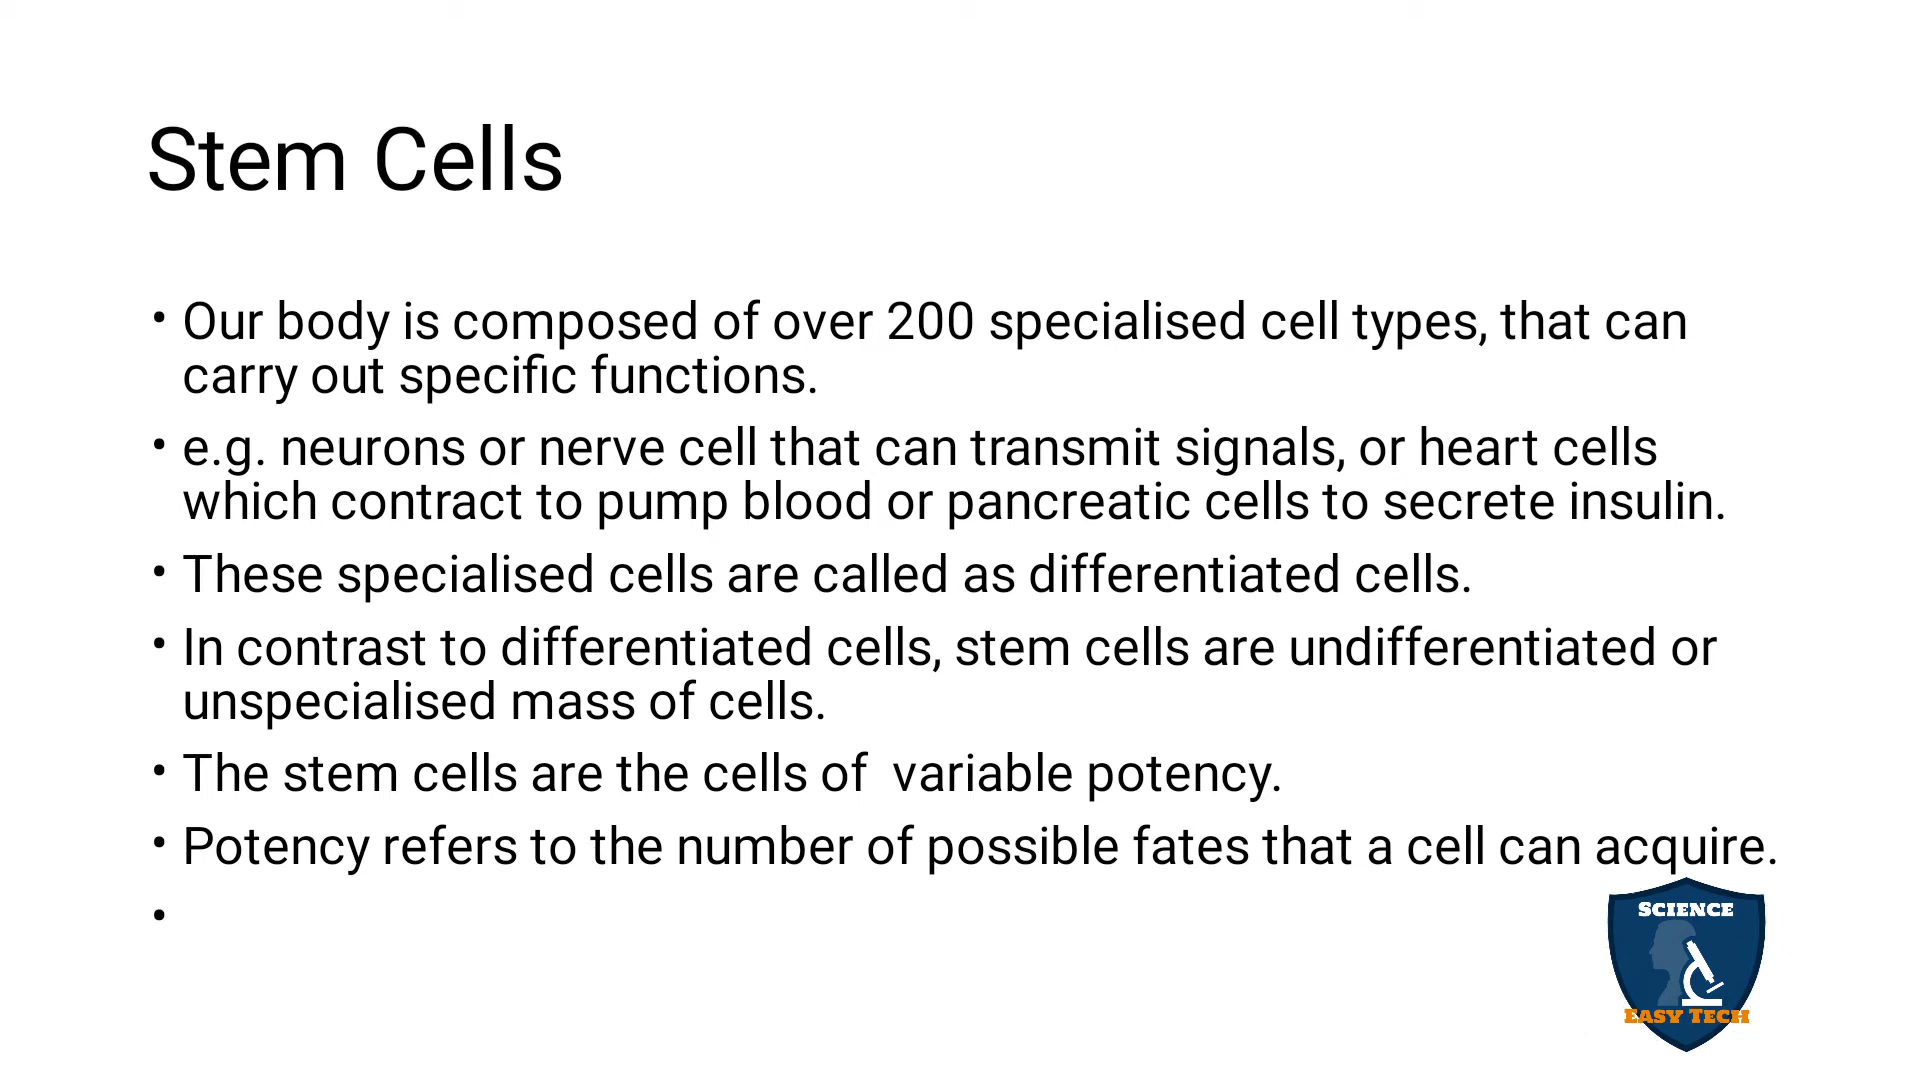 Stem Cells
• Our body is composed of over 200 specialised cell types, that can
carry out specific functions.
• e.g. neurons or nerve cell that can transmit signals, or heart cells
which contract to pump blood or pancreatic cells to secrete insulin.
• These specialised cells are called as differentiated cells.
• In contrast to differentiated cells, stem cells are undifferentiated or
unspecialised mass of cells.
• The stem cells are the cells of  variable potency.
• Potency refers to the number of possible fates that a cell can acquire.
•
SCIENCE
EASY TECH